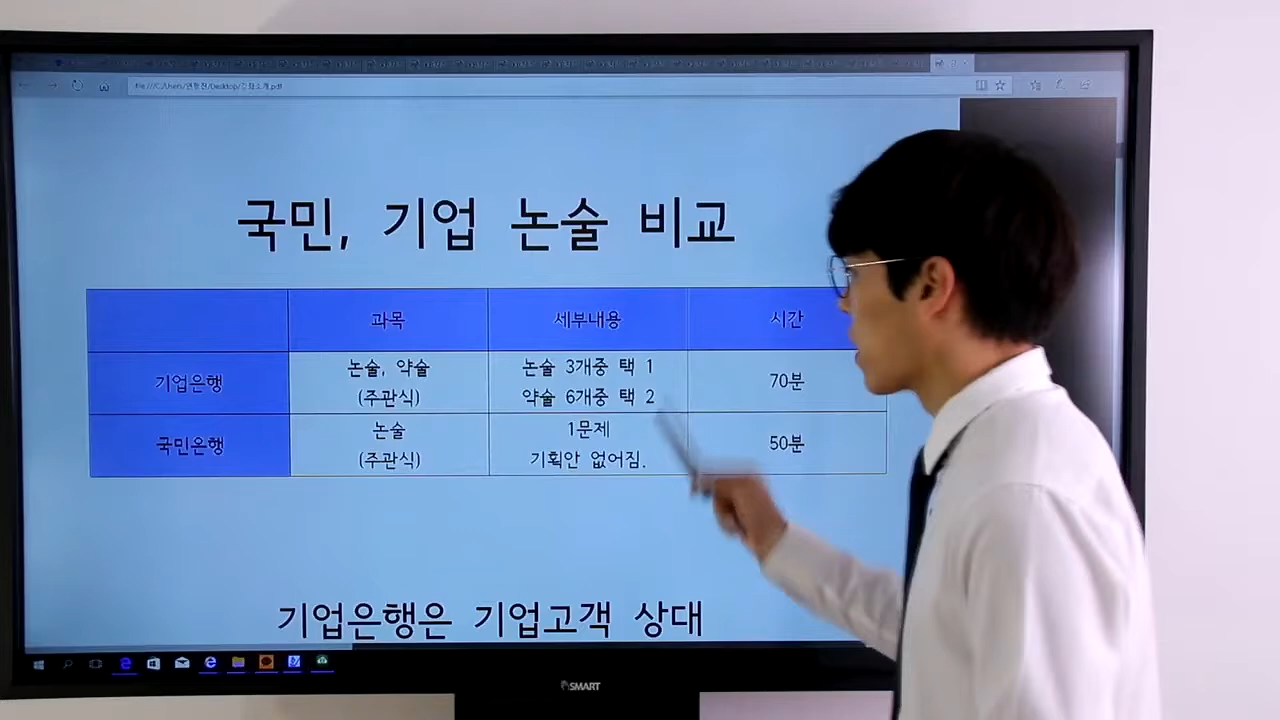 국민, 기업 논술 비교
과목 세부내용 시간
기업은행 논술, 약술 (주관식) 논술 3개중 택 1 약술 6개중 택 2 70분
국민은행 논술 (주관식) 1문제 기획안 없어짐. 50분
기업은행은 기업고객 상대
SMART